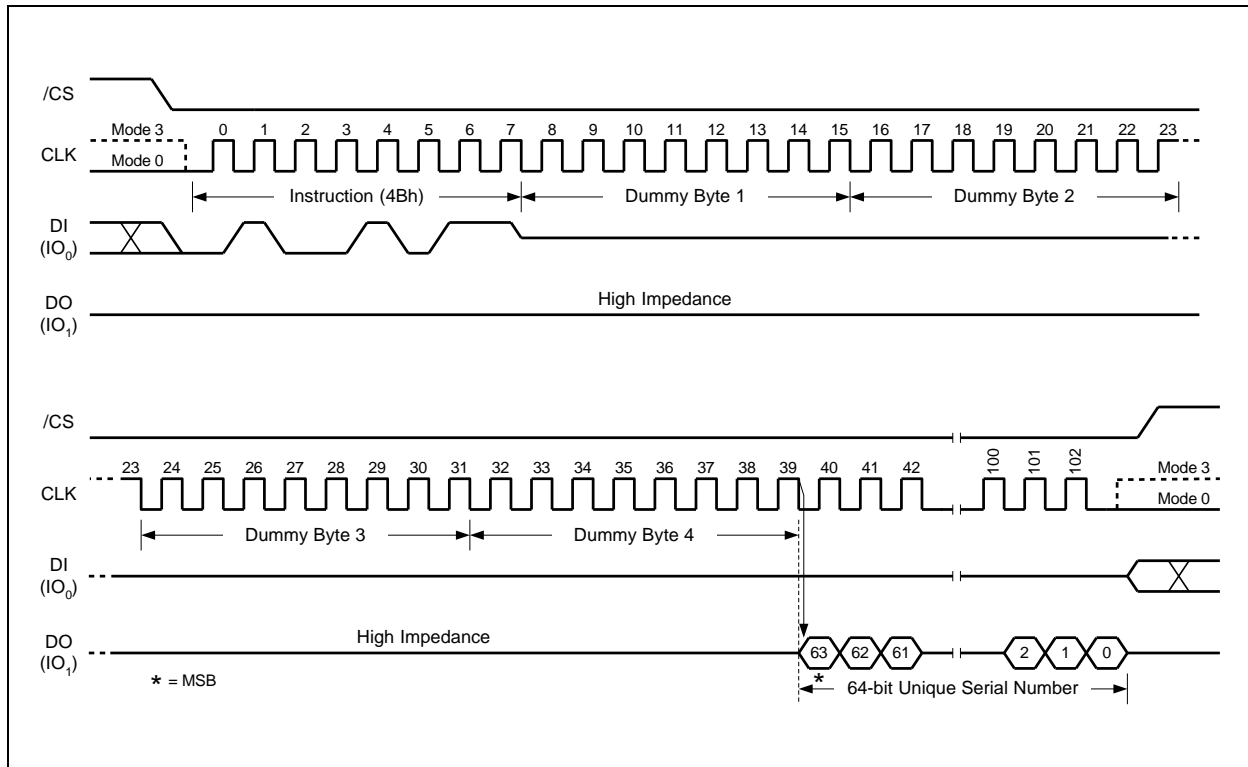 /CS
Mode 3
0 1 2 3 4 5 6 7 8 9 10 11 12 13 14 15 16 17 18 19 20 21 22 23
CLK
Mode 0
Instruction (4Bh) Dummy Byte 1 Dummy Byte 2
DI
(IO0)
High Impedance
DO
(IO1)
/CS
23 24 25 26 27 28 29 30 31 32 33 34 35 36 37 38 39 40 41 42 100 101 102
Mode 3
CLK
Mode 0
Dummy Byte 3 Dummy Byte 4
DI
(IO0)
High Impedance
DO
(IO1)
63 62 61 2 1 0
* = MSB
*
64-bit Unique Serial Number